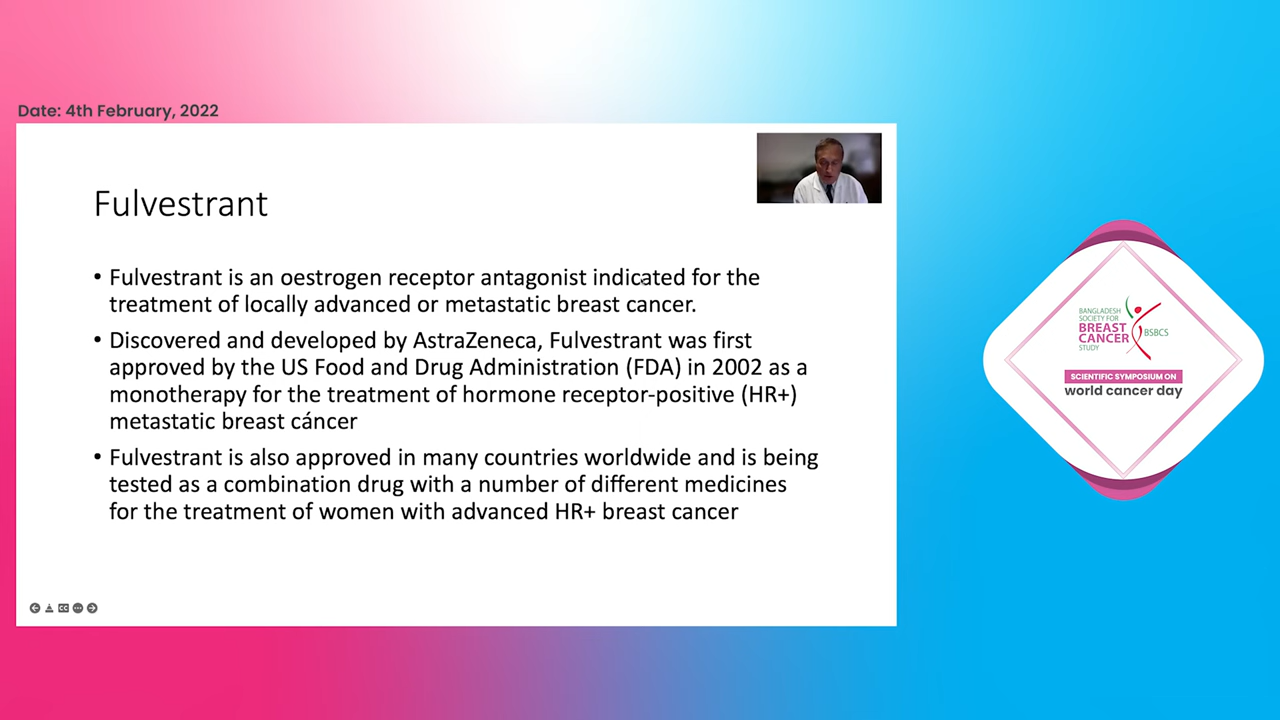 Date: 4th February, 2022
Fulvestrant
• Fulvestrant is an oestrogen receptor antagonist indicated for the
treatment of locally advanced or metastatic breast cancer.
• Discovered and developed by AstraZeneca, Fulvestrant was first
approved by the US Food and Drug Administration (FDA) in 2002 as a
monotherapy for the treatment of hormone receptor-positive (HR+)
metastatic breast cáncer
• Fulvestrant is also approved in many countries worldwide and is being
tested as a combination drug with a number of different medicines
for the treatment of women with advanced HR+ breast cancer
BANGLADESH
SOCIETY FOR
BREAST
CANCER
STUDY
BSBCS
SCIENTIFIC SYMPOSIUM ON
world cancer day